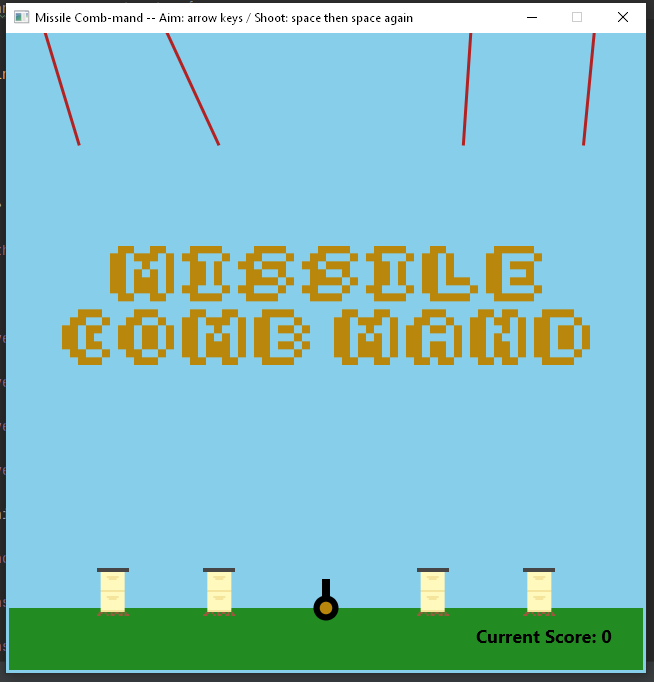 Missile Comb-mand -- Aim: arrow keys / Shoot: space then space again
MISSILE
COMB MAND
Current Score: 0